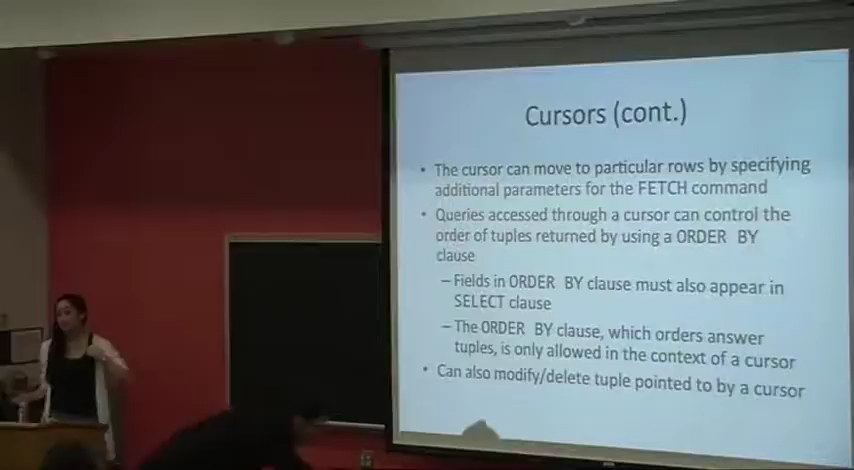 Cursors (cont.)
• The cursor can move to particular rows by specifying
additional parameters for the FETCH command
• Queries accessed through a cursor can control the
order of tuples returned by using a ORDER BY
clause
– Fields in ORDER BY clause must also appear in
SELECT clause
– The ORDER BY clause, which orders answer
tuples, is only allowed in the context of a cursor
• Can also modify/delete tuple pointed to by a cursor